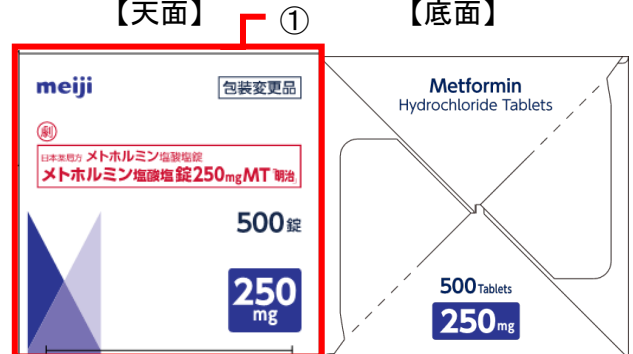 【天面】
①
【底面】
meiji
包装変更品
劇
日本薬局方 メトホルミン塩酸塩錠
メトホルミン塩酸塩錠250mgMT「明治」
500錠
250
mg
Metformin
Hydrochloride Tablets
500 Tablets
250mg